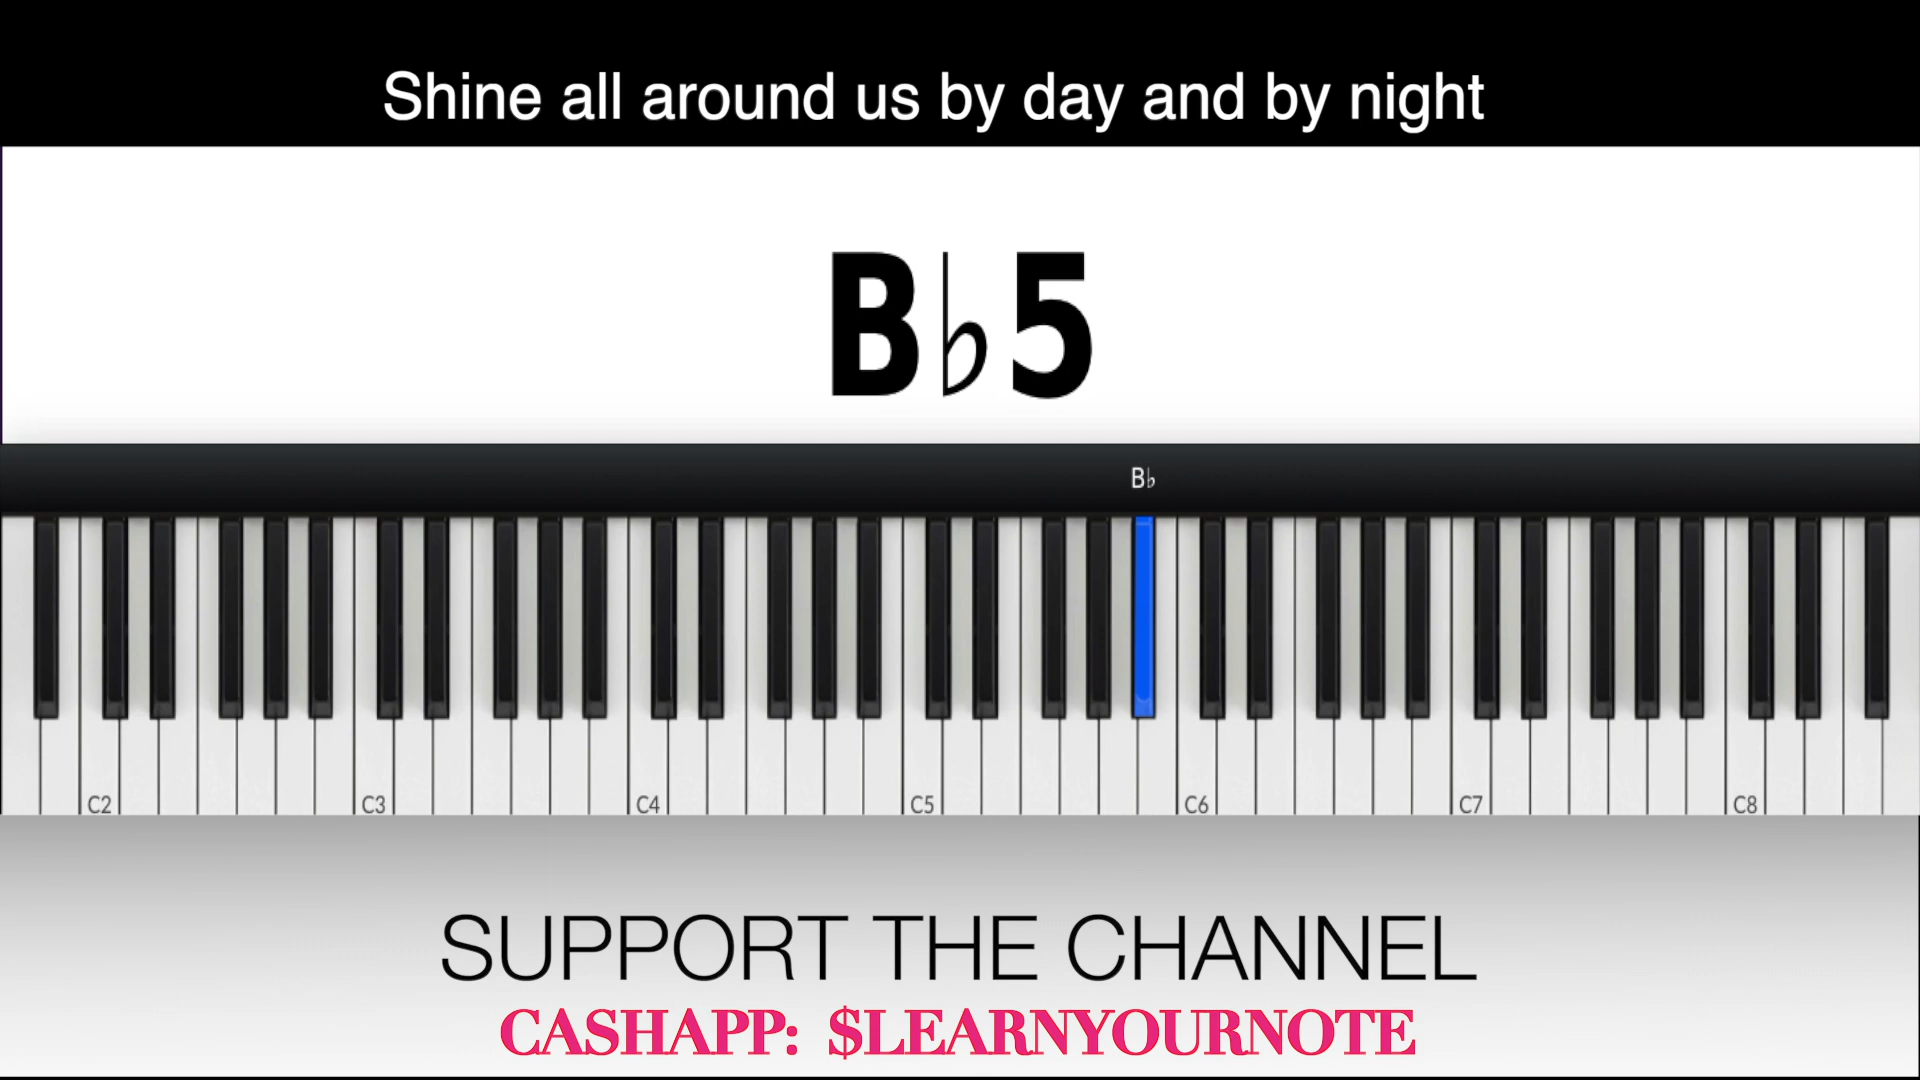 Shine all around us by day and by night
B♭5
B♭
C2 C3 C4 C5 C6 C7 C8
SUPPORT THE CHANNEL
CASHAPP: $LEARNYOURNOTE